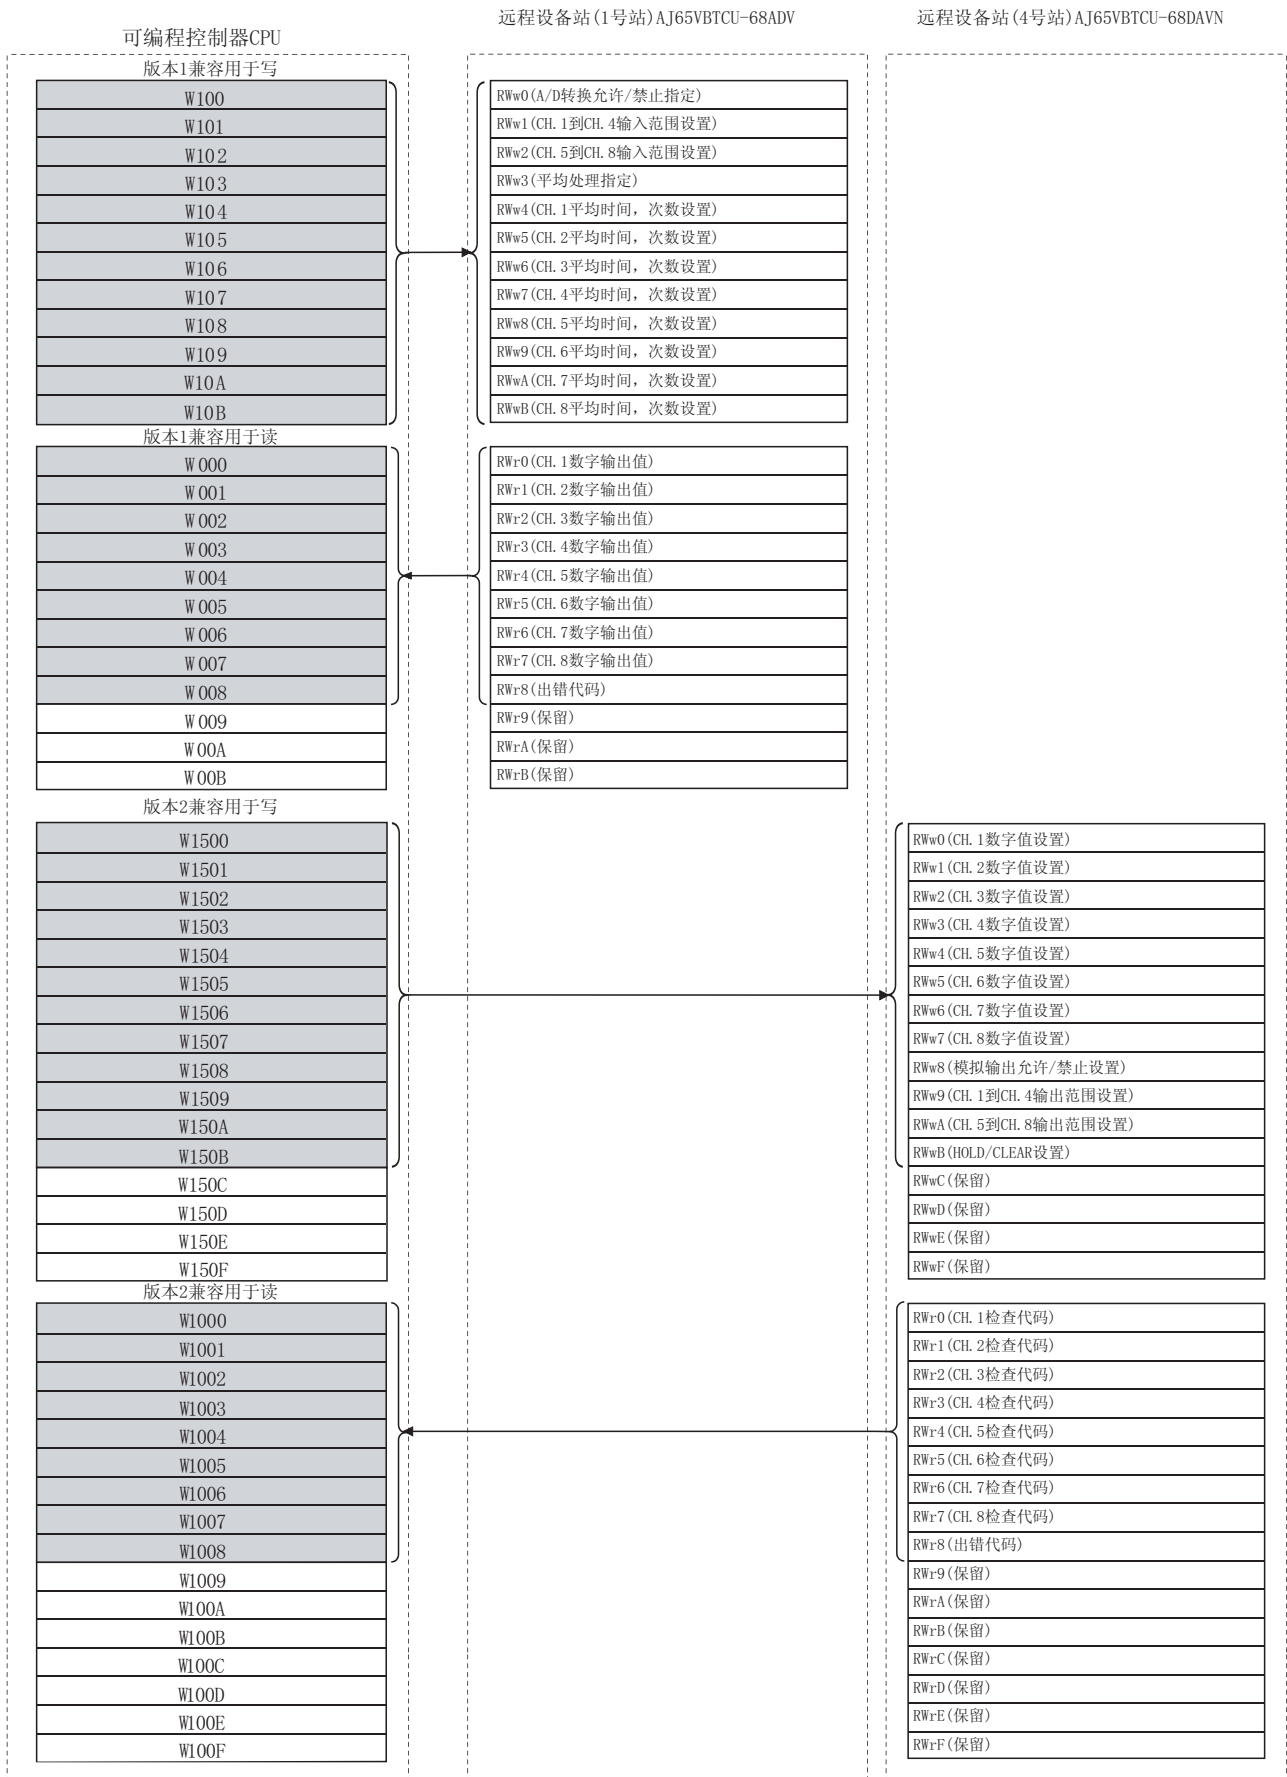 远程设备站(1号站)AJ65VBTCU-68ADV
远程设备站(4号站)AJ65VBTCU-68DAVN
可编程控制器CPU
版本1兼容用于写
W100
W101
W102
W103
W104
W105
W106
W107
W108
W109
W10A
W10B
RWw0(A/D转换允许/禁止指定)
RWw1(CH.1到CH.4输入范围设置)
RWw2(CH.5到CH.8输入范围设置)
RWw3(平均处理指定)
RWw4(CH.1平均时间，次数设置)
RWw5(CH.2平均时间，次数设置)
RWw6(CH.3平均时间，次数设置)
RWw7(CH.4平均时间，次数设置)
RWw8(CH.5平均时间，次数设置)
RWw9(CH.6平均时间，次数设置)
RWwA(CH.7平均时间，次数设置)
RWwB(CH.8平均时间，次数设置)
版本1兼容用于读
W000
W001
W002
W003
W004
W005
W006
W007
W008
W009
W00A
W00B
RWr0(CH.1数字输出值)
RWr1(CH.2数字输出值)
RWr2(CH.3数字输出值)
RWr3(CH.4数字输出值)
RWr4(CH.5数字输出值)
RWr5(CH.6数字输出值)
RWr6(CH.7数字输出值)
RWr7(CH.8数字输出值)
RWr8(出错代码)
RWr9(保留)
RWrA(保留)
RWrB(保留)
版本2兼容用于写
W1500
W1501
W1502
W1503
W1504
W1505
W1506
W1507
W1508
W1509
W150A
W150B
W150C
W150D
W150E
W150F
RWw0(CH.1数字值设置)
RWw1(CH.2数字值设置)
RWw2(CH.3数字值设置)
RWw3(CH.4数字值设置)
RWw4(CH.5数字值设置)
RWw5(CH.6数字值设置)
RWw6(CH.7数字值设置)
RWw7(CH.8数字值设置)
RWw8(模拟输出允许/禁止设置)
RWw9(CH.1到CH.4输出范围设置)
RWwA(CH.5到CH.8输出范围设置)
RWwB(HOLD/CLEAR设置)
RWwC(保留)
RWwD(保留)
RWwE(保留)
RWwF(保留)
版本2兼容用于读
W1000
W1001
W1002
W1003
W1004
W1005
W1006
W1007
W1008
W1009
W100A
W100B
W100C
W100D
W100E
W100F
RWr0(CH.1检查代码)
RWr1(CH.2检查代码)
RWr2(CH.3检查代码)
RWr3(CH.4检查代码)
RWr4(CH.5检查代码)
RWr5(CH.6检查代码)
RWr6(CH.7检查代码)
RWr7(CH.8检查代码)
RWr8(出错代码)
RWr9(保留)
RWrA(保留)
RWrB(保留)
RWrC(保留)
RWrD(保留)
RWrE(保留)
RWrF(保留)